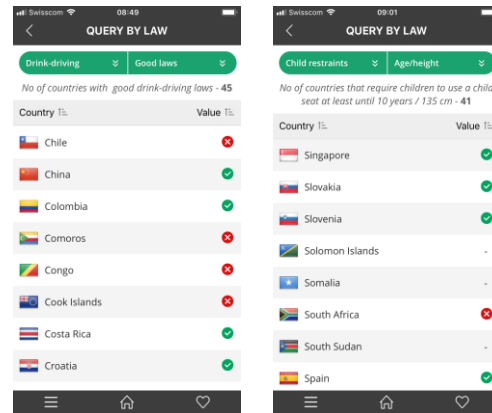 Swisscom 08:49
QUERY BY LAW
Drink-driving Good laws
No of countries with good drink-driving laws - 45
Country Value
Chile
China
Colombia
Comoros
Congo
Cook Islands
Costa Rica
Croatia
Swisscom 09:01
QUERY BY LAW
Child restraints Age/height
No of countries that require children to use a child
seat at least until 10 years / 135 cm - 41
Country Value
Singapore
Slovakia
Slovenia
Solomon Islands -
Somalia -
South Africa
South Sudan -
Spain